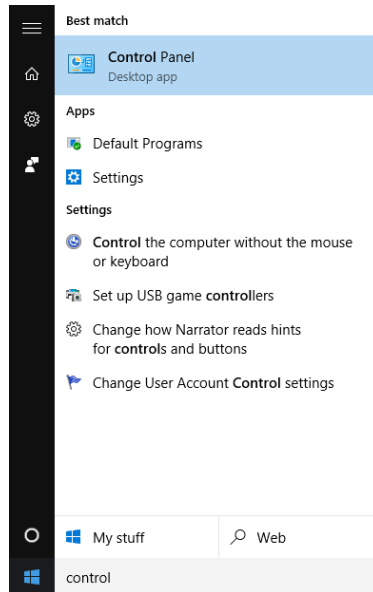 Best match
Control Panel
Desktop app
Apps
Default Programs
Settings
Settings
Control the computer without the mouse
or keyboard
Set up USB game controllers
Change how Narrator reads hints
for controls and buttons
Change User Account Control settings
My stuff
Web
control